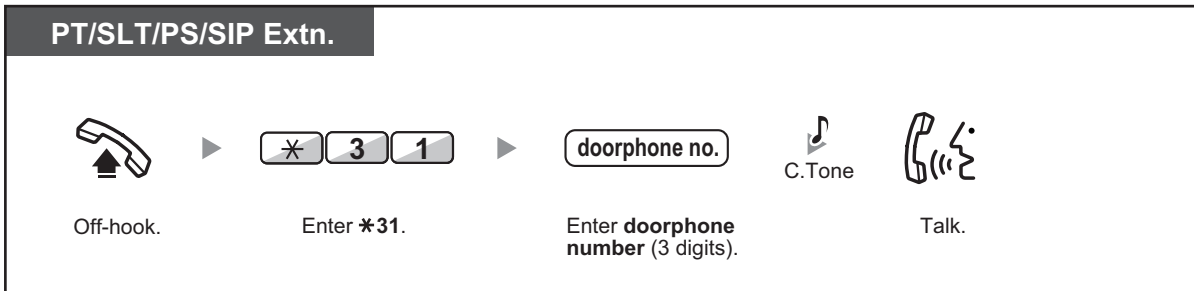 PT/SLT/PS/SIP Extn.
* 3 1
doorphone no.
C.Tone
Off-hook.
Enter *31.
Enter doorphone
number (3 digits).
Talk.